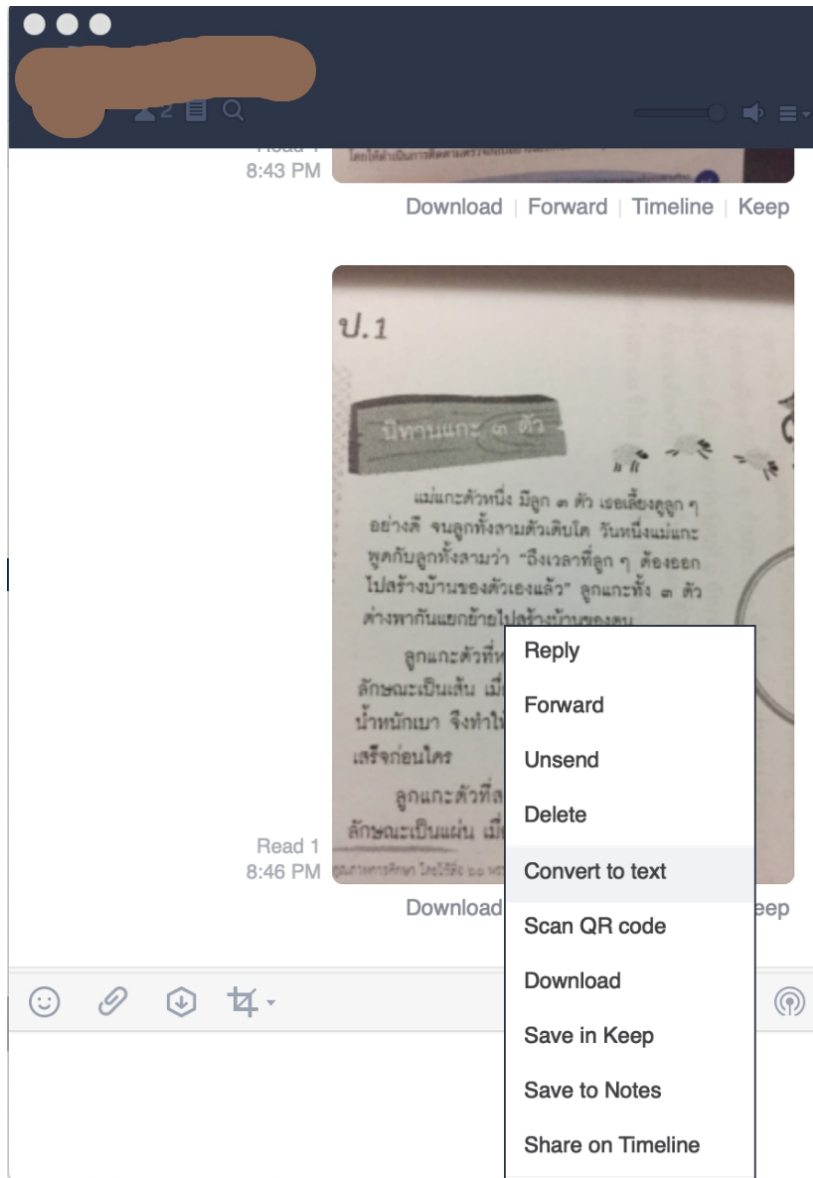 2
Read 1
8:43 PM
Download | Forward | Timeline | Keep
ป.1
นิทานแกะ ๓ ตัว
แม่แกะตัวหนึ่ง มีลูก ๓ ตัว เธอเลี้ยงดูลูก ๆ
อย่างดี จนลูกทั้งสามตัวเติบโต วันหนึ่งแม่แกะ
พูดกับลูกทั้งสามว่า “ถึงเวลาที่ลูก ๆ ต้องออก
ไปสร้างบ้านของตัวเองแล้ว” ลูกแกะทั้ง ๓ ตัว
ต่างพากันแยกย้ายไปสร้างบ้านของตน
ลูกแกะตัวที่
ลักษณะเป็นเส้น
น้ำหนักเบา จึงทำให้
เสร็จก่อนใคร
ลูกแกะตัวที่
ลักษณะเป็นแผ่น
Read 1
8:46 PM
Download
Reply
Forward
Unsend
Delete
Convert to text
Scan QR code
Download
Save in Keep
Save to Notes
Share on Timeline